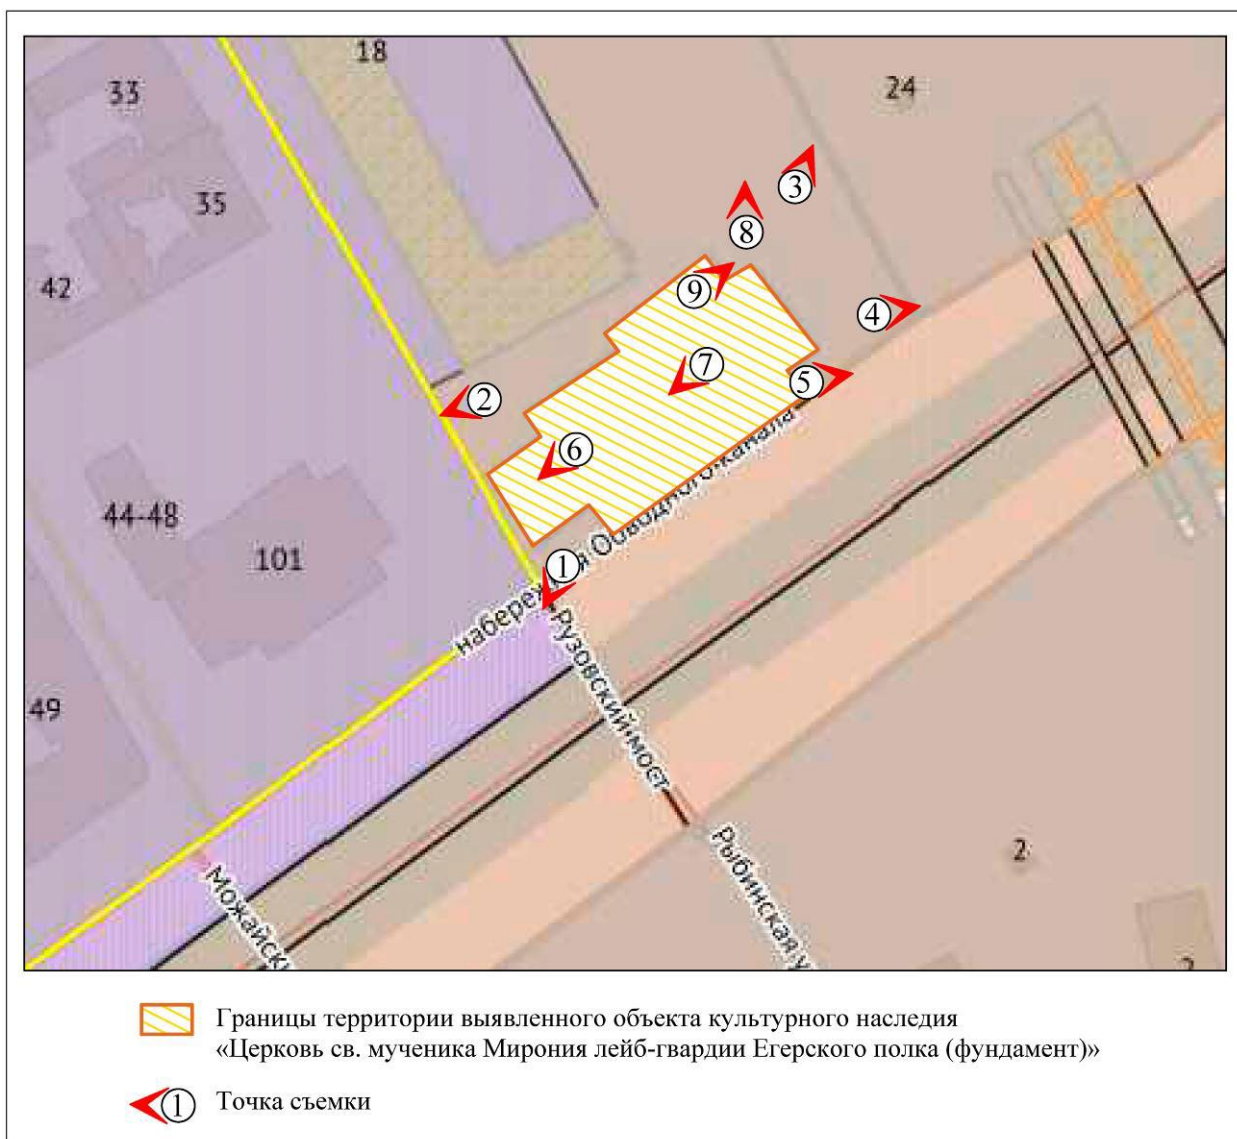 18
33
24
35
42
3
8
9
4
7
5
2
6
44-48
101
1
набережная Обводного канала
Рузовский мост
49
Можайск
Рыбинская у
2
2
Границы территории выявленного объекта культурного наследия
«Церковь св. мученика Мирония лейб-гвардии Егерского полка (фундамент)»
1
Точка съемки